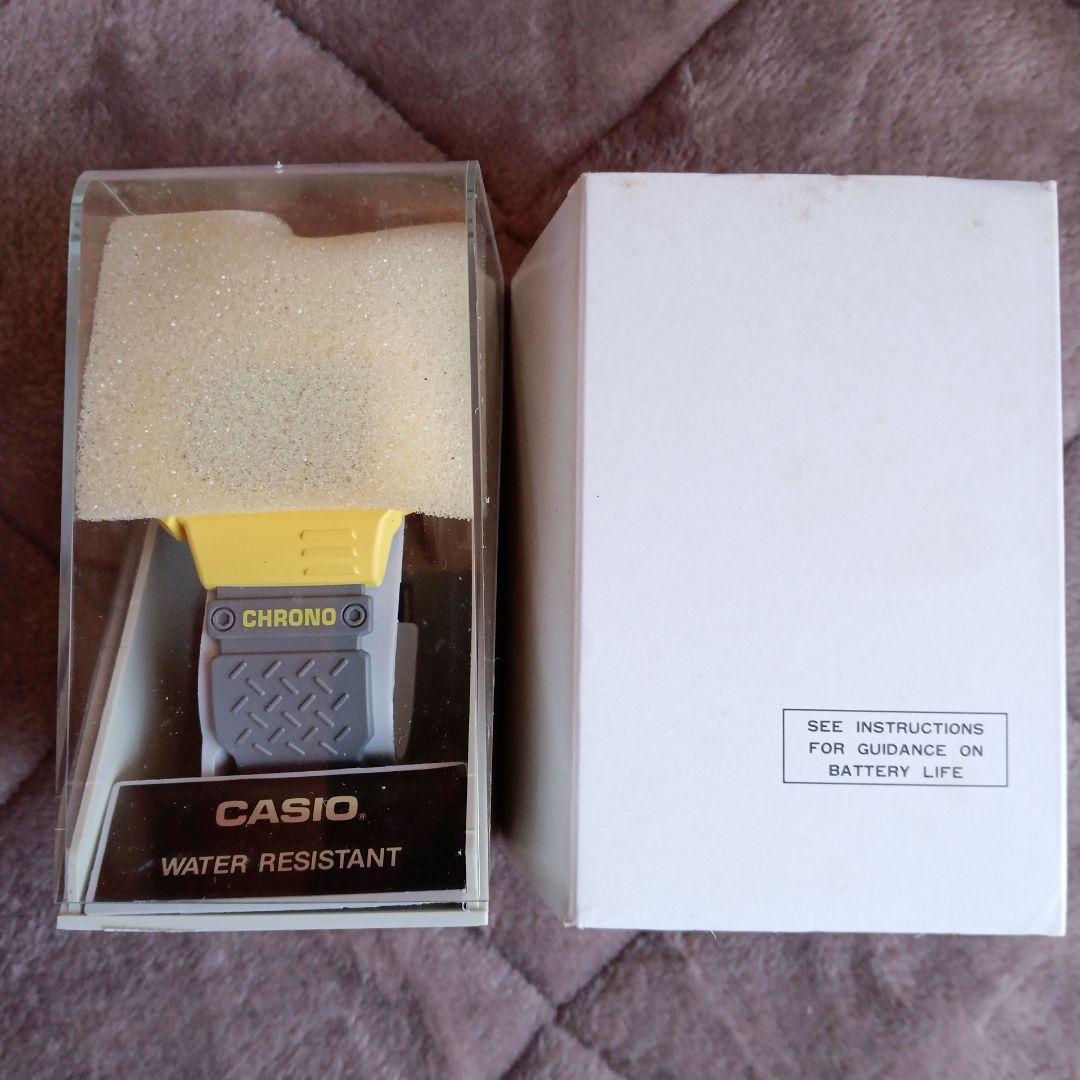 CHRONO
CASIO®
WATER RESISTANT
SEE INSTRUCTIONS
FOR GUIDANCE ON
BATTERY LIFE